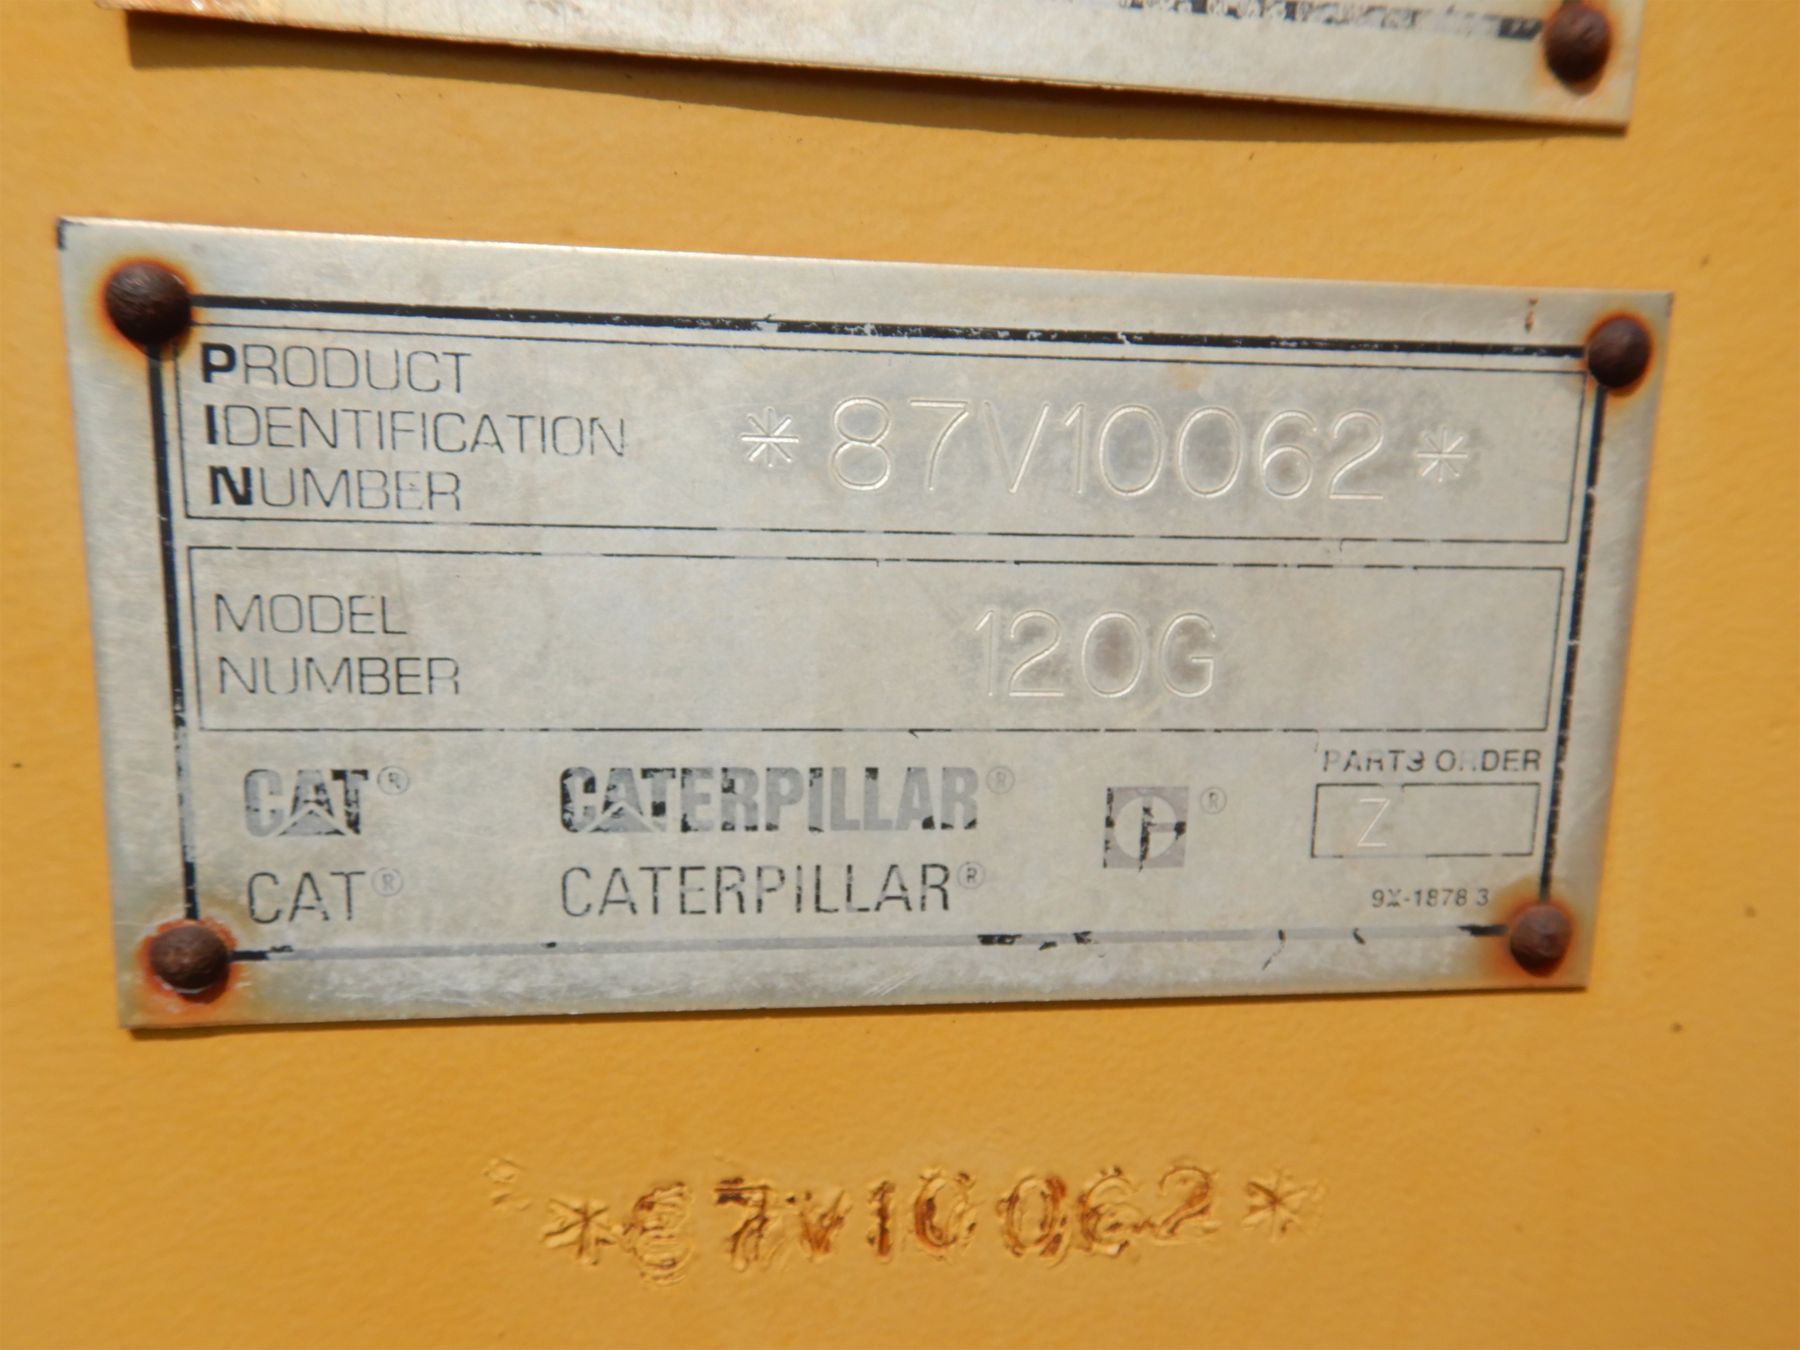 PRODUCT
IDENTIFICATION
NUMBER
*87V10062*
MODEL
NUMBER
120G
CAT® CATERPILLAR® ®
PARTS ORDER
Z
CAT® CATERPILLAR®
9X-1878 3
*87V10062*